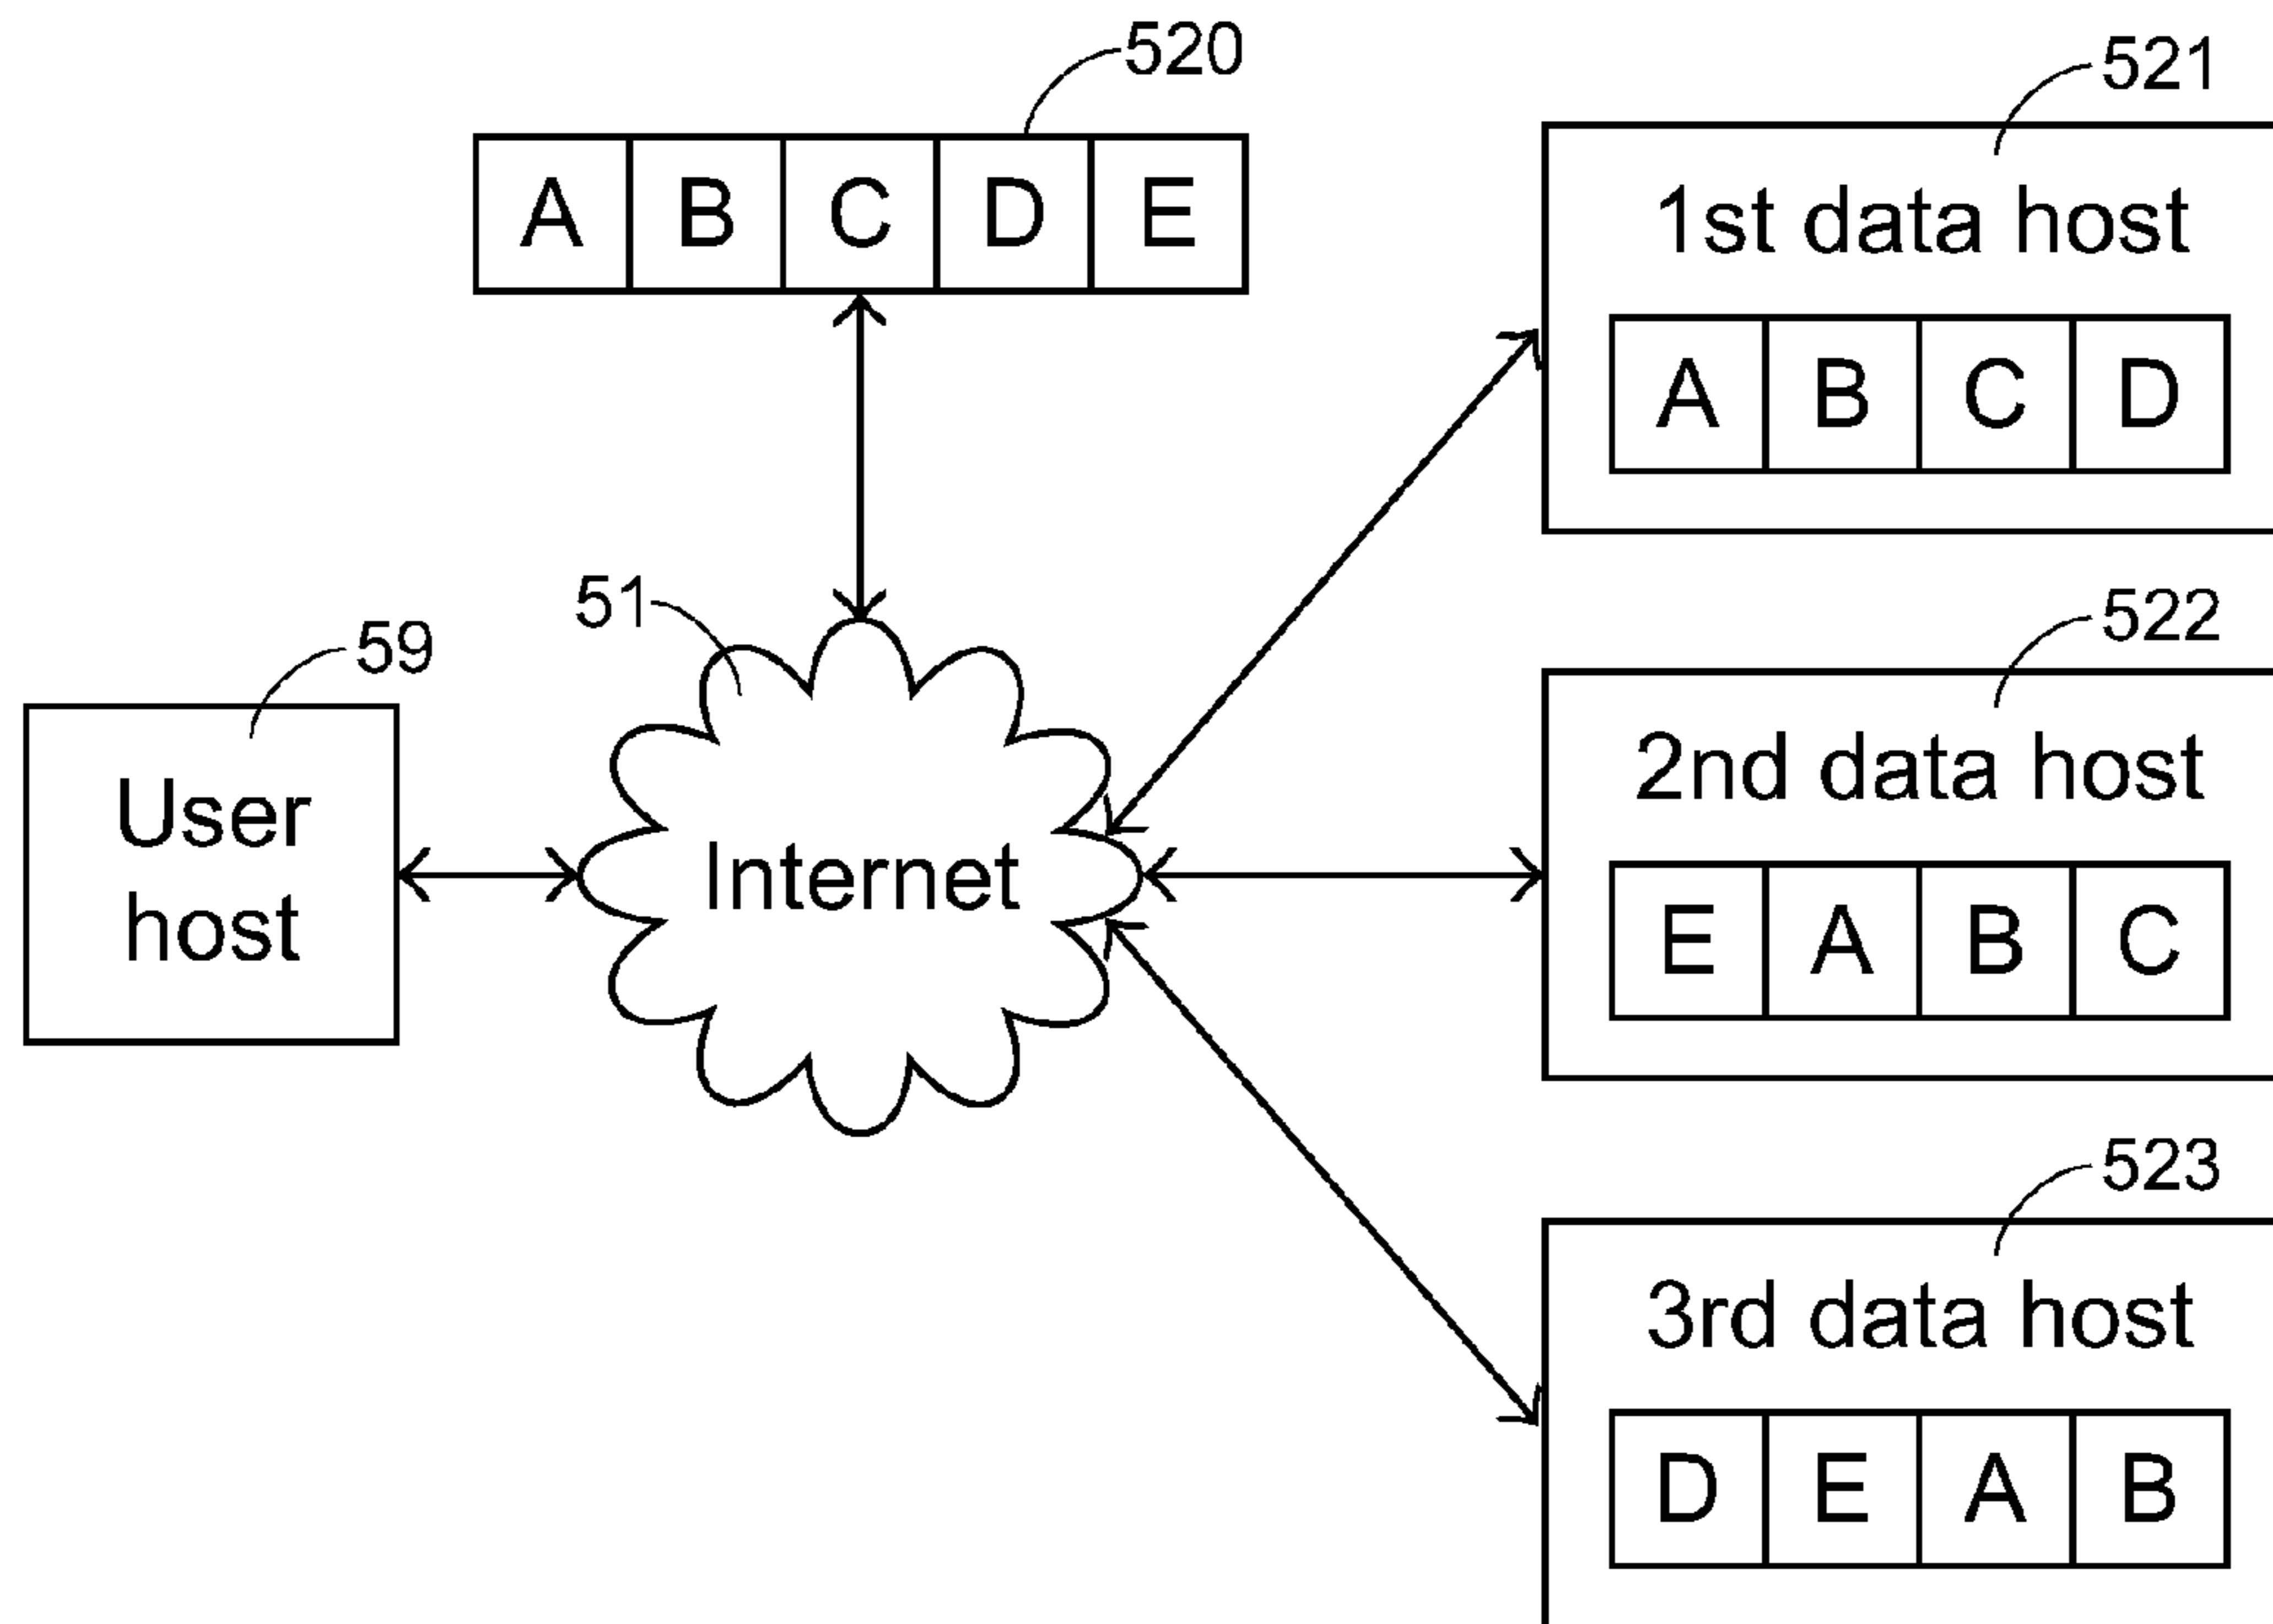 520
A B C D E
521
1st data host
A B C D
51
59
User
host
Internet
522
2nd data host
E A B C
523
3rd data host
D E A B